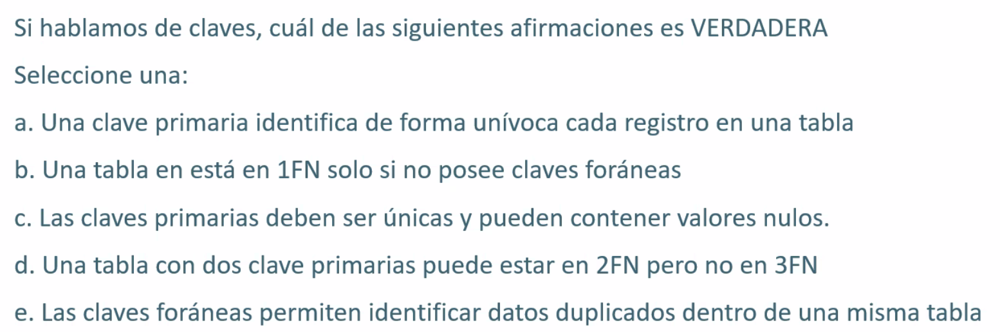 Si hablamos de claves, cuál de las siguientes afirmaciones es VERDADERA
Seleccione una:
a. Una clave primaria identifica de forma unívoca cada registro en una tabla
b. Una tabla en está en 1FN solo si no posee claves foráneas
c. Las claves primarias deben ser únicas y pueden contener valores nulos.
d. Una tabla con dos clave primarias puede estar en 2FN pero no en 3FN
e. Las claves foráneas permiten identificar datos duplicados dentro de una misma tabla